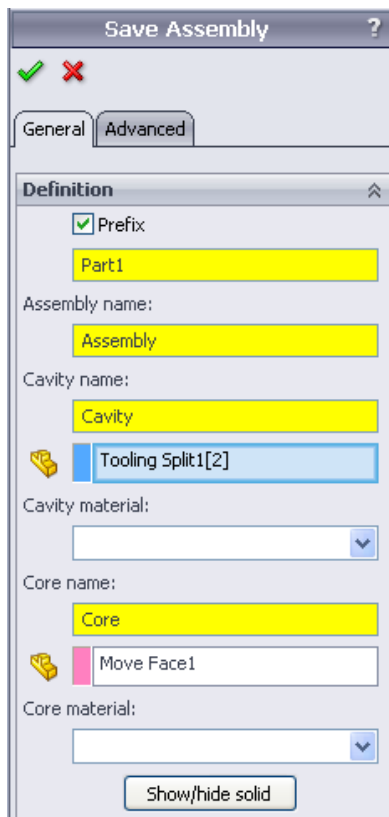 Save Assembly ?
General Advanced
Definition
Prefix
Part1
Assembly name:
Assembly
Cavity name:
Cavity
Tooling Split1[2]
Cavity material:
Core name:
Core
Move Face1
Core material:
Show/hide solid